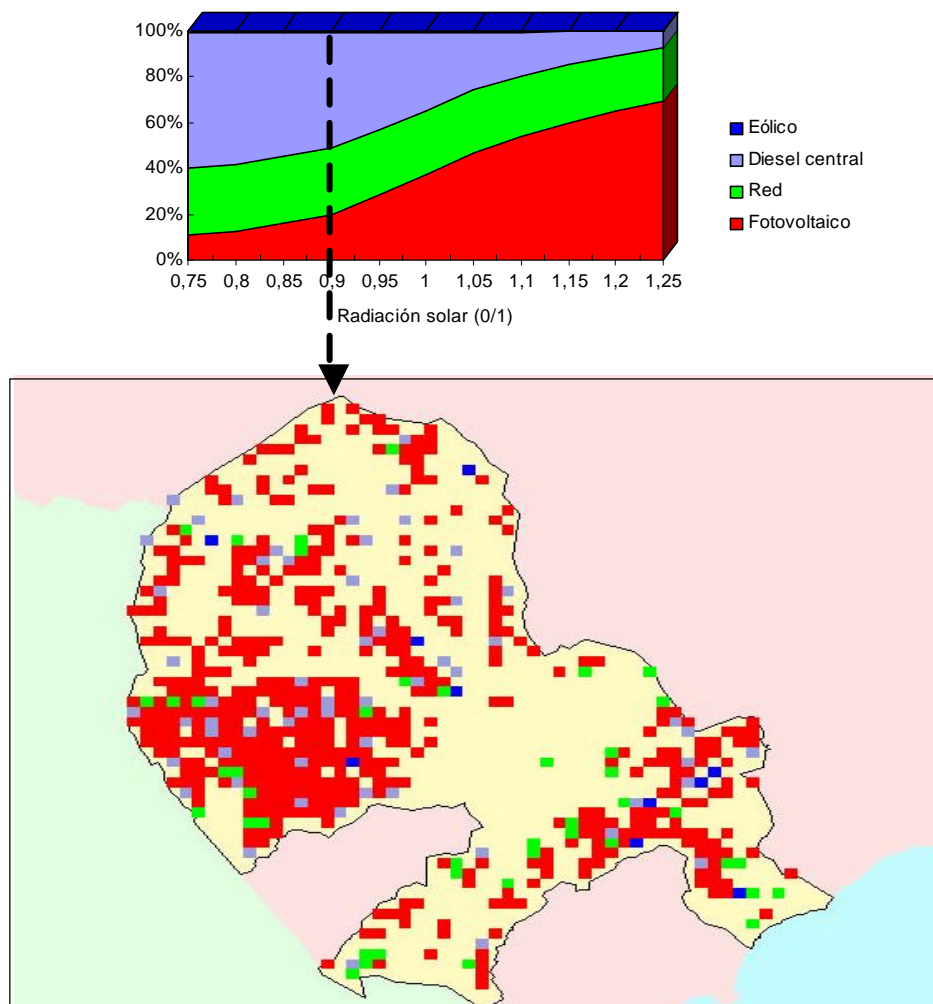 100%
80%
60%
40%
20%
0%
0,75 0,8 0,85 0,9 0,95 1 1,05 1,1 1,15 1,2 1,25
Radiación solar (0/1)
Eólico
Diesel central
Red
Fotovoltaico